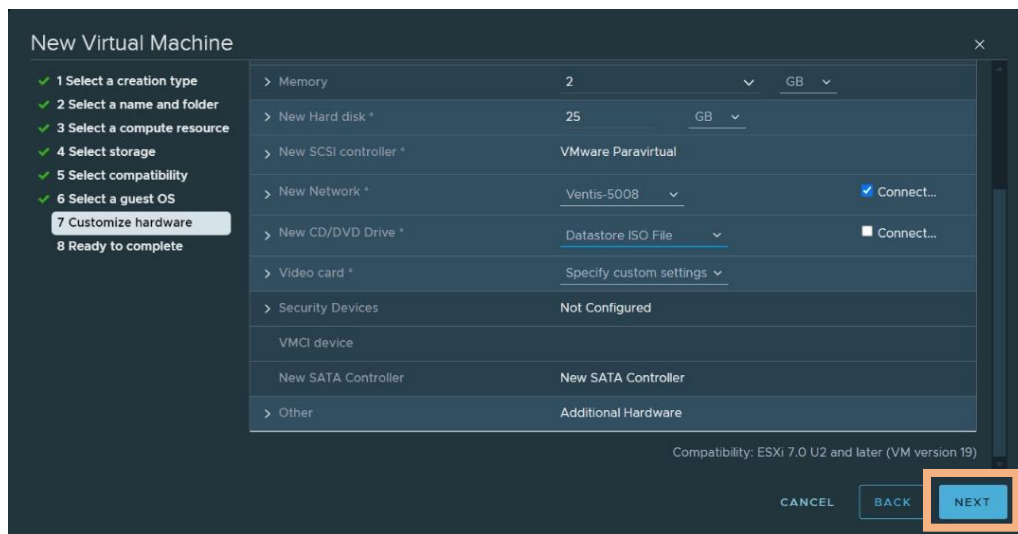 New Virtual Machine
1 Select a creation type
2 Select a name and folder
3 Select a compute resource
4 Select storage
5 Select compatibility
6 Select a guest OS
7 Customize hardware
8 Ready to complete
Memory 2 GB
New Hard disk * 25 GB
New SCSI controller * VMware Paravirtual
New Network * Ventis-5008 Connect...
New CD/DVD Drive * Datastore ISO File Connect...
Video card * Specify custom settings
Security Devices Not Configured
VMCI device
New SATA Controller New SATA Controller
Other Additional Hardware
Compatibility: ESXi 7.0 U2 and later (VM version 19)
CANCEL BACK NEXT